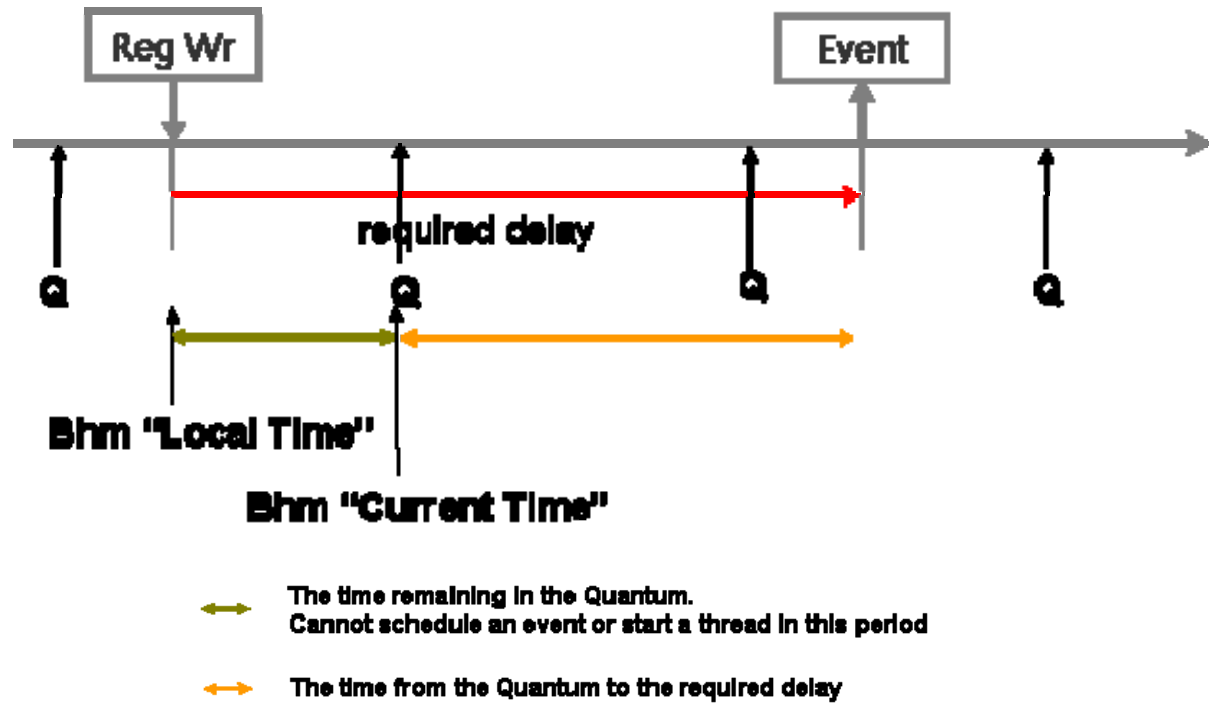 Reg Wr
Event
required delay
Q
Q
Q
Q
Bhm “Local Time”
Bhm “Current Time”
The time remaining in the Quantum.
Cannot schedule an event or start a thread in this period
The time from the Quantum to the required delay